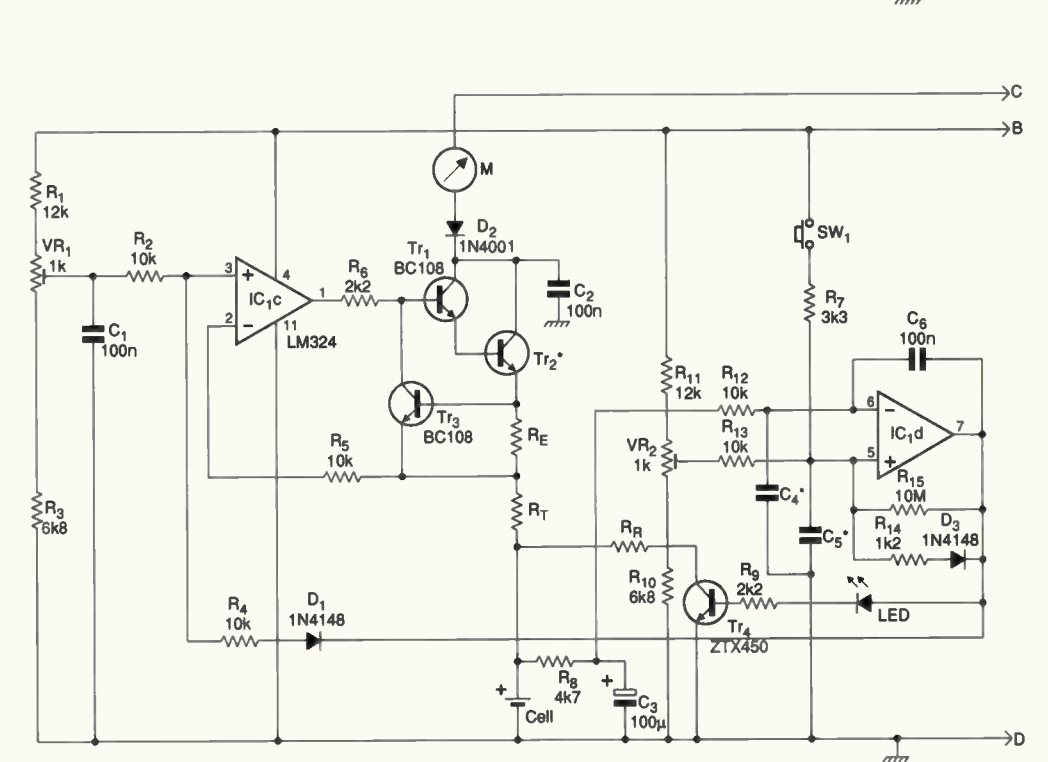 C
B
M
R1
12k
D2
1N4001
SW1
VR1
1k
R2
10k
Tr1
BC108
R6
2k2
3
+
4
IC1c
1
2
−
11
LM324
C1
100n
C2
100n
R7
3k3
Tr2*
C6
100n
R11
12k
R12
10k
6
−
IC1d
7
Tr3
BC108
RE
VR2
1k
R13
10k
5
+
R5
10k
R15
10M
C4*
R3
6k8
RT
R14
1k2
D3
1N4148
C5*
RR
R10
6k8
R9
2k2
LED
R4
10k
D1
1N4148
Tr4
ZTX450
+
Cell
R8
4k7
+
C3
100µ
D